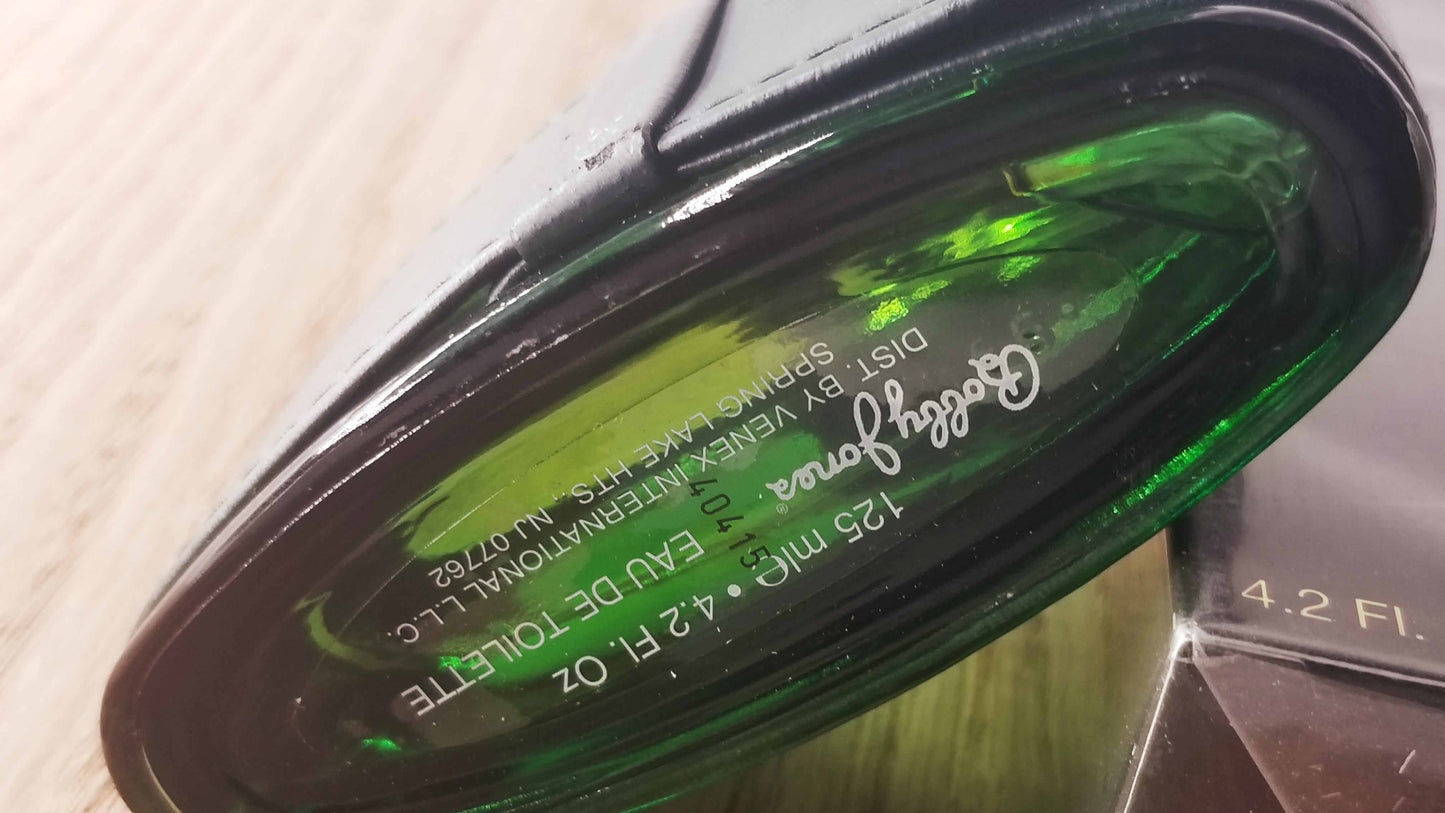 Bobby Jones®
125 ml℮ • 4.2 Fl. Oz
EAU DE TOILETTE
40415
DIST. BY VENEX INTERNATIONAL L.L.C.
SPRING LAKE HTS., NJ 07762
4.2 Fl.